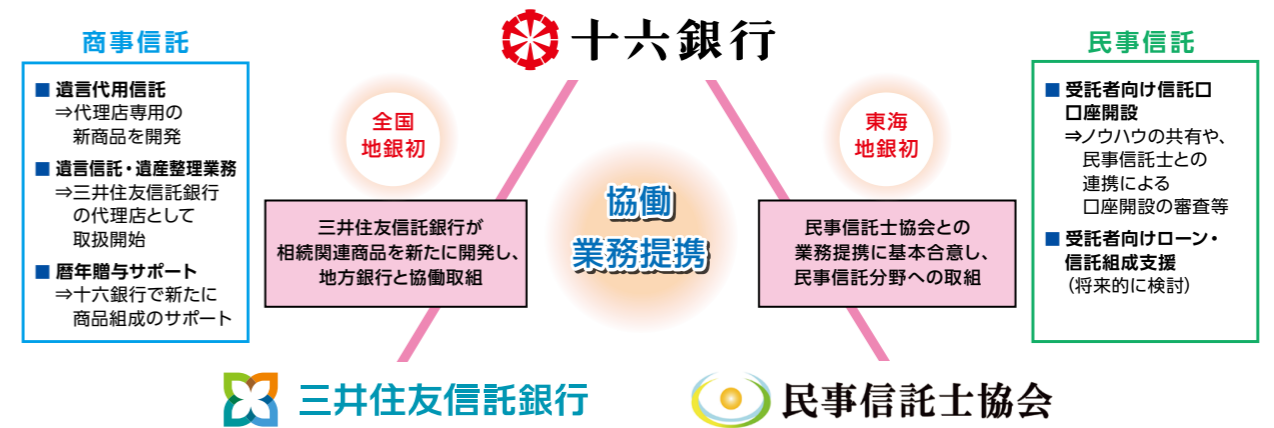 十六銀行
商事信託
■ 遺言代用信託
⇒代理店専用の
新商品を開発
■ 遺言信託・遺産整理業務
⇒三井住友信託銀行
の代理店として
取扱開始
■ 暦年贈与サポート
⇒十六銀行で新たに
商品組成のサポート
全国
地銀初
三井住友信託銀行が
相続関連商品を新たに開発し、
地方銀行と協働取組
協働
業務提携
東海
地銀初
民事信託士協会との
業務提携に基本合意し、
民事信託分野への取組
民事信託
■ 受託者向け信託口
口座開設
⇒ノウハウの共有や、
民事信託士との
連携による
口座開設の審査等
■ 受託者向けローン・
信託組成支援
（将来的に検討）
三井住友信託銀行
民事信託士協会